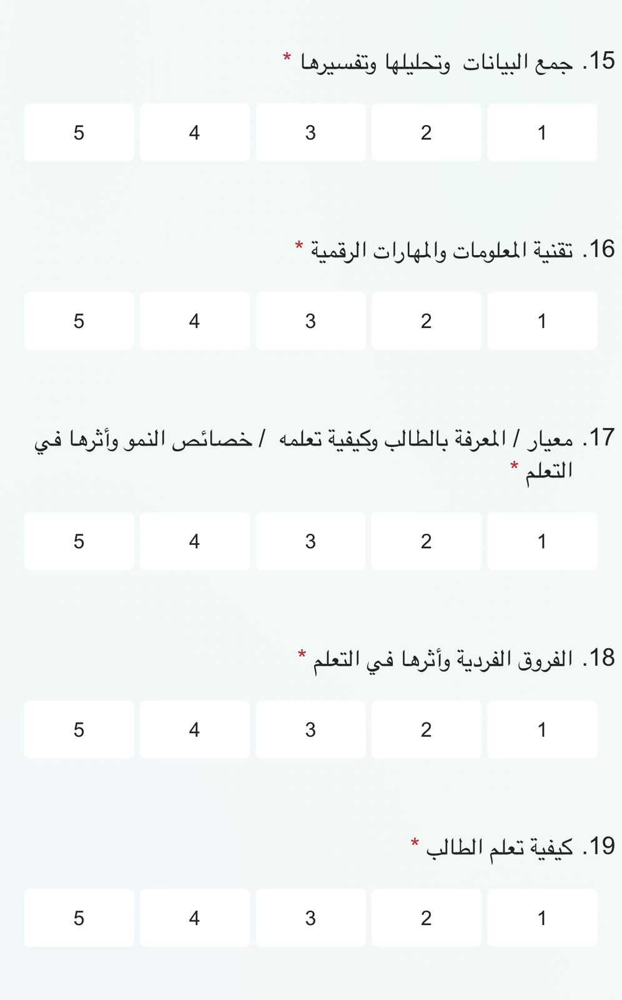 15. جمع البيانات وتحليلها وتفسيرها *
1 2 3 4 5
16. تقنية المعلومات والمهارات الرقمية *
1 2 3 4 5
17. معيار / المعرفة بالطالب وكيفية تعلمه / خصائص النمو وأثرها في
التعلم *
1 2 3 4 5
18. الفروق الفردية وأثرها في التعلم *
1 2 3 4 5
19. كيفية تعلم الطالب *
1 2 3 4 5